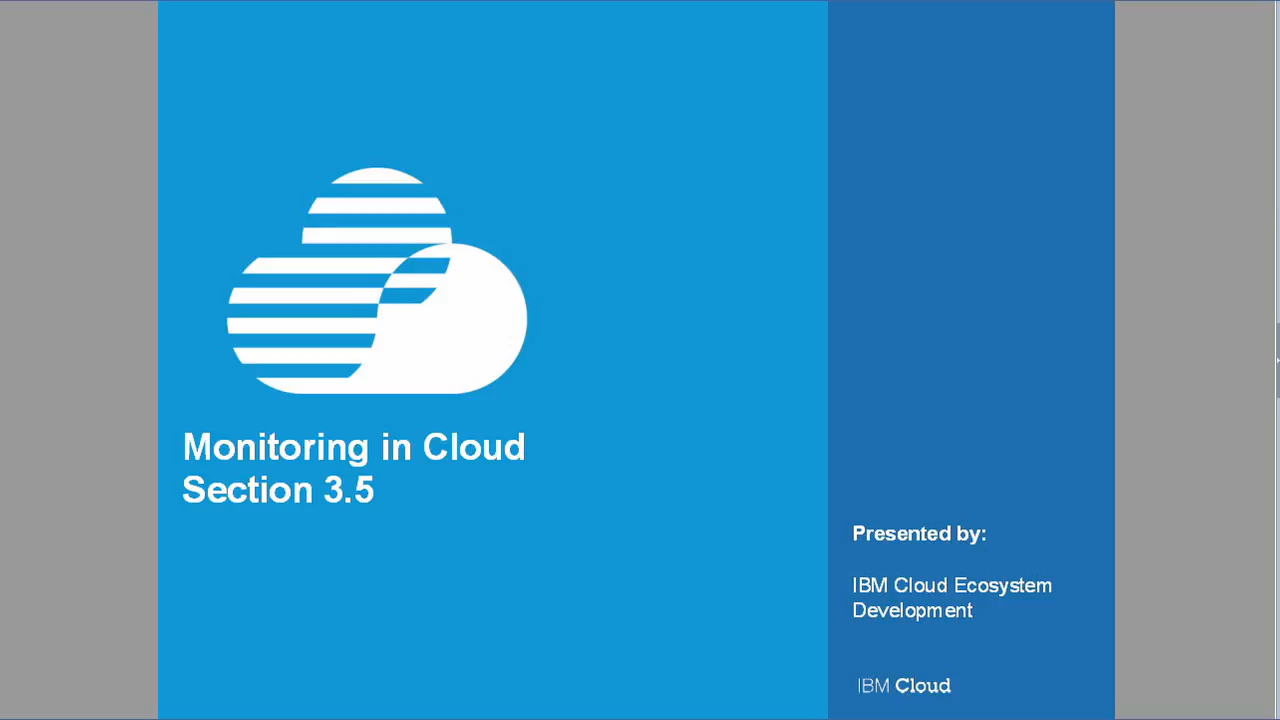 Monitoring in Cloud
Section 3.5
Presented by:
IBM Cloud Ecosystem
Development
IBM Cloud